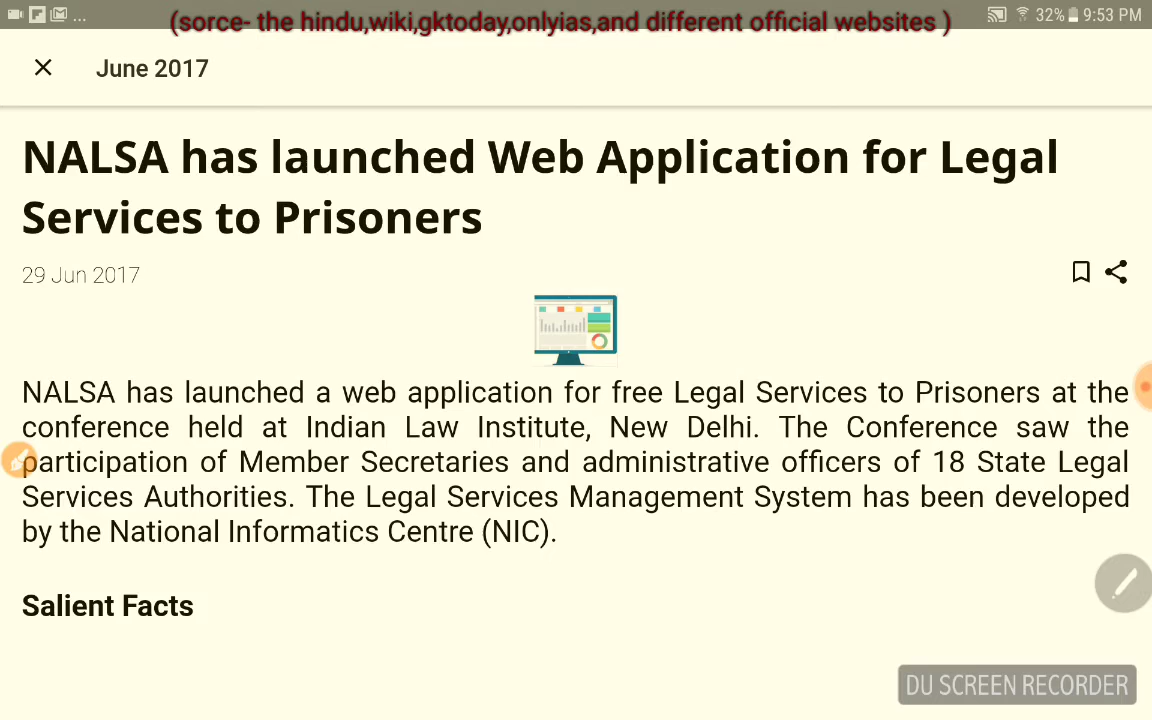 (sorce- the hindu,wiki,gktoday,onlyias,and different official websites )
... 32% 9:53 PM
June 2017
NALSA has launched Web Application for Legal
Services to Prisoners
29 Jun 2017
NALSA has launched a web application for free Legal Services to Prisoners at the
conference held at Indian Law Institute, New Delhi. The Conference saw the
participation of Member Secretaries and administrative officers of 18 State Legal
Services Authorities. The Legal Services Management System has been developed
by the National Informatics Centre (NIC).
Salient Facts
DU SCREEN RECORDER